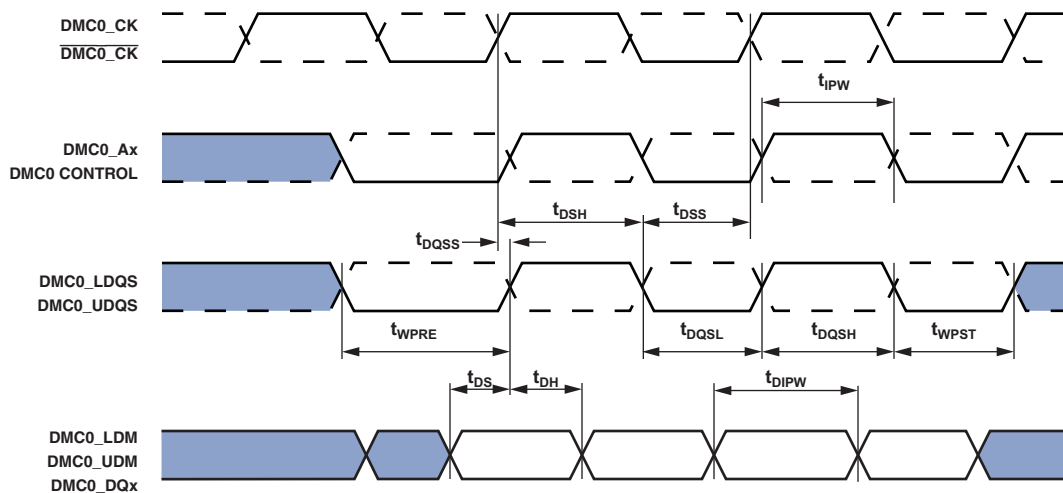 DMC0_CK
DMC0_CK
tIPW
DMC0_Ax
DMC0 CONTROL
tDSH
tDSS
tDQSS
DMC0_LDQS
DMC0_UDQS
tWPRE
tDQSL
tDQSH
tWPST
tDS
tDH
tDIPW
DMC0_LDM
DMC0_UDM
DMC0_DQx